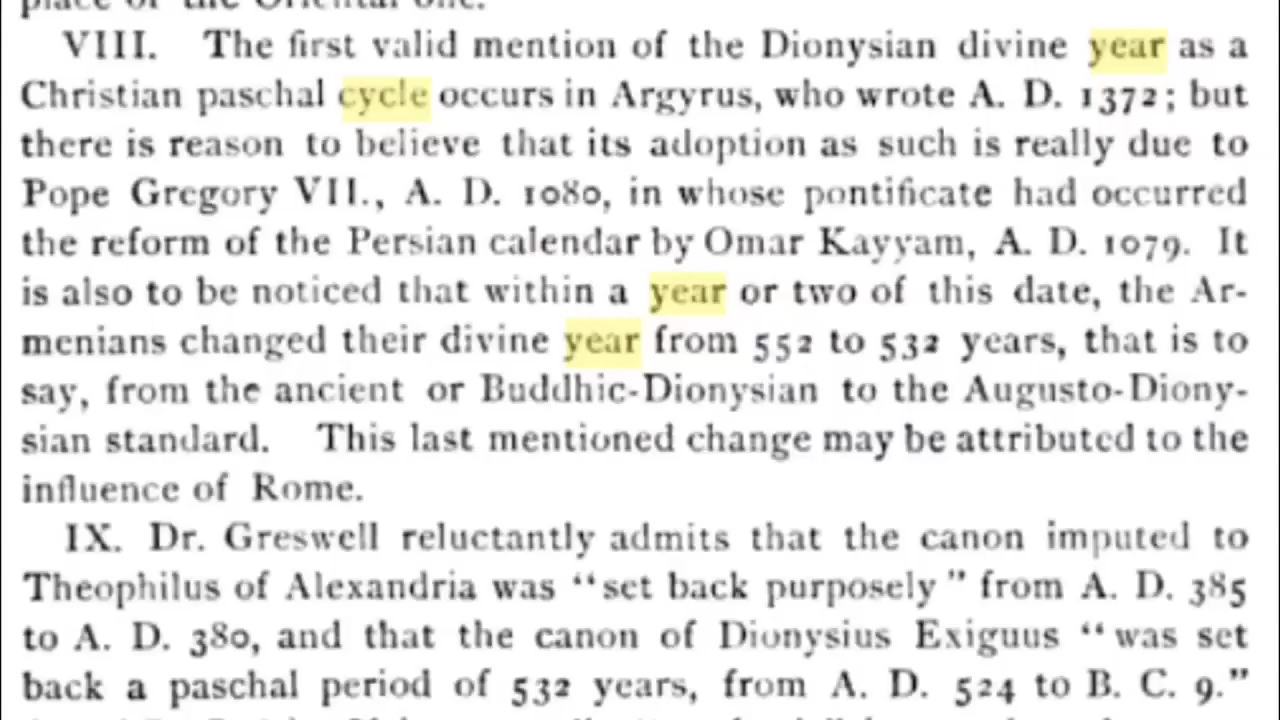 place of the Oriental one.
VIII. The first valid mention of the Dionysian divine year as a
Christian paschal cycle occurs in Argyrus, who wrote A. D. 1372; but
there is reason to believe that its adoption as such is really due to
Pope Gregory VII., A. D. 1080, in whose pontificate had occurred
the reform of the Persian calendar by Omar Kayyam, A. D. 1079. It
is also to be noticed that within a year or two of this date, the Ar-
menians changed their divine year from 552 to 532 years, that is to
say, from the ancient or Buddhic-Dionysian to the Augusto-Diony-
sian standard. This last mentioned change may be attributed to the
influence of Rome.
IX. Dr. Greswell reluctantly admits that the canon imputed to
Theophilus of Alexandria was "set back purposely" from A. D. 385
to A. D. 380, and that the canon of Dionysius Exiguus "was set
back a paschal period of 532 years, from A. D. 524 to B. C. 9."